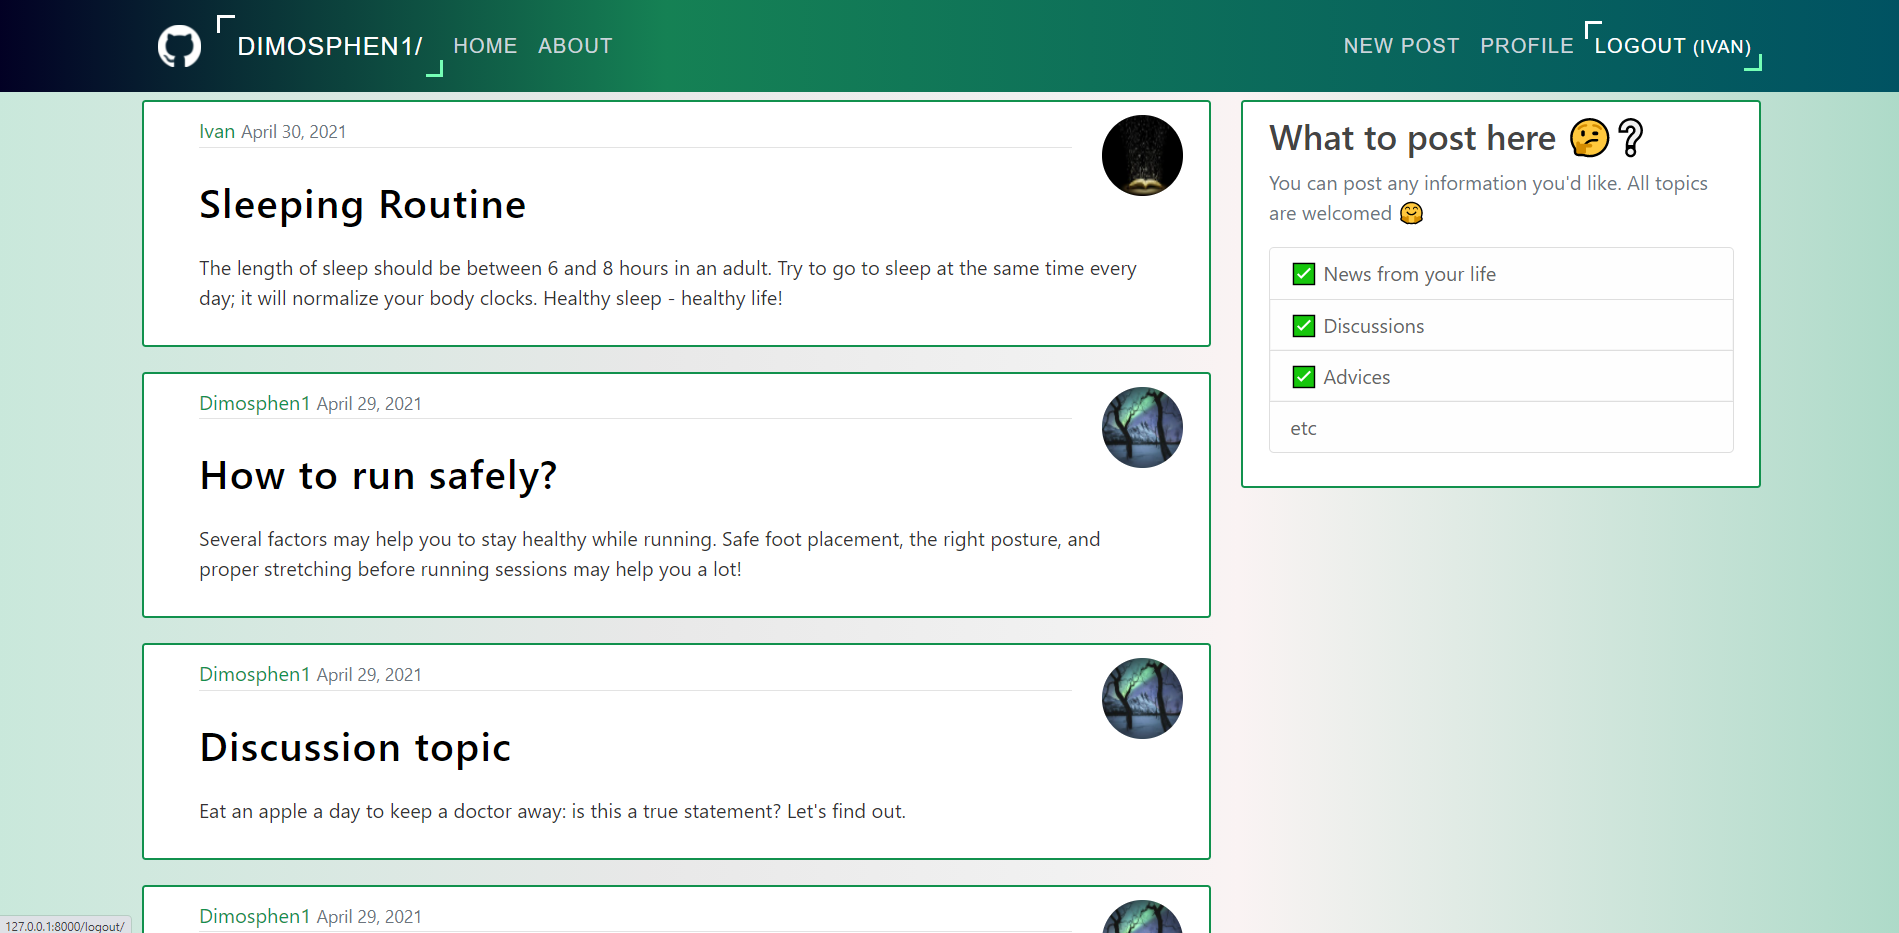 DIMOSPHEN1/ HOME ABOUT NEW POST PROFILE LOGOUT (IVAN)
Ivan April 30, 2021
Sleeping Routine
The length of sleep should be between 6 and 8 hours in an adult. Try to go to sleep at the same time every
day; it will normalize your body clocks. Healthy sleep - healthy life!
Dimosphen1 April 29, 2021
How to run safely?
Several factors may help you to stay healthy while running. Safe foot placement, the right posture, and
proper stretching before running sessions may help you a lot!
Dimosphen1 April 29, 2021
Discussion topic
Eat an apple a day to keep a doctor away: is this a true statement? Let's find out.
Dimosphen1 April 29, 2021
What to post here 🤔❔
You can post any information you'd like. All topics
are welcomed 🤗
✅ News from your life
✅ Discussions
✅ Advices
etc
127.0.0.1:8000/logout/